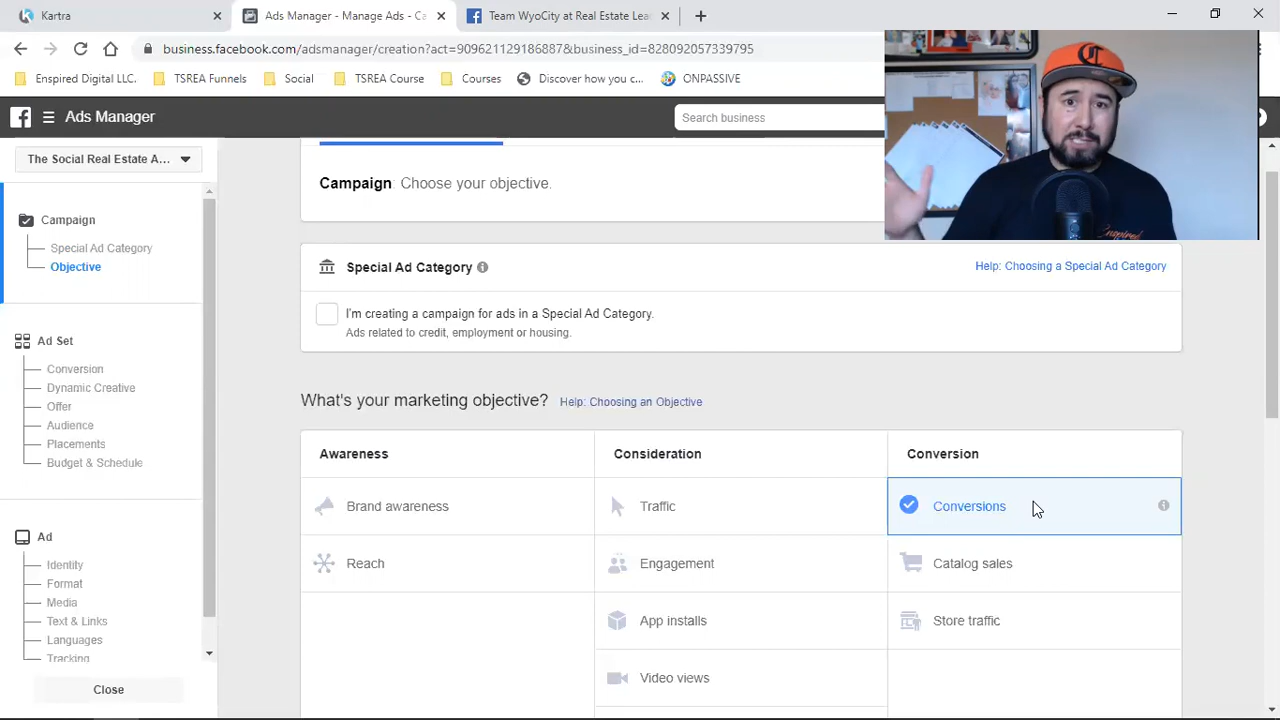 Kartra
Ads Manager - Manage Ads - Ca
Team WyoCity at Real Estate Lea
business.facebook.com/adsmanager/creation?act=909621129186887&business_id=828092057339795
Enspired Digital LLC.
TSREA Funnels
Social
TSREA Course
Courses
Discover how you c...
ONPASSIVE
Ads Manager
Search business
The Social Real Estate A...
Campaign
Special Ad Category
Objective
Ad Set
Conversion
Dynamic Creative
Offer
Audience
Placements
Budget & Schedule
Ad
Identity
Format
Media
Text & Links
Languages
Tracking
Close
Campaign: Choose your objective.
Special Ad Category
Help: Choosing a Special Ad Category
I'm creating a campaign for ads in a Special Ad Category.
Ads related to credit, employment or housing.
What's your marketing objective? Help: Choosing an Objective
Awareness
Consideration
Conversion
Brand awareness
Traffic
Conversions
Reach
Engagement
Catalog sales
App installs
Store traffic
Video views